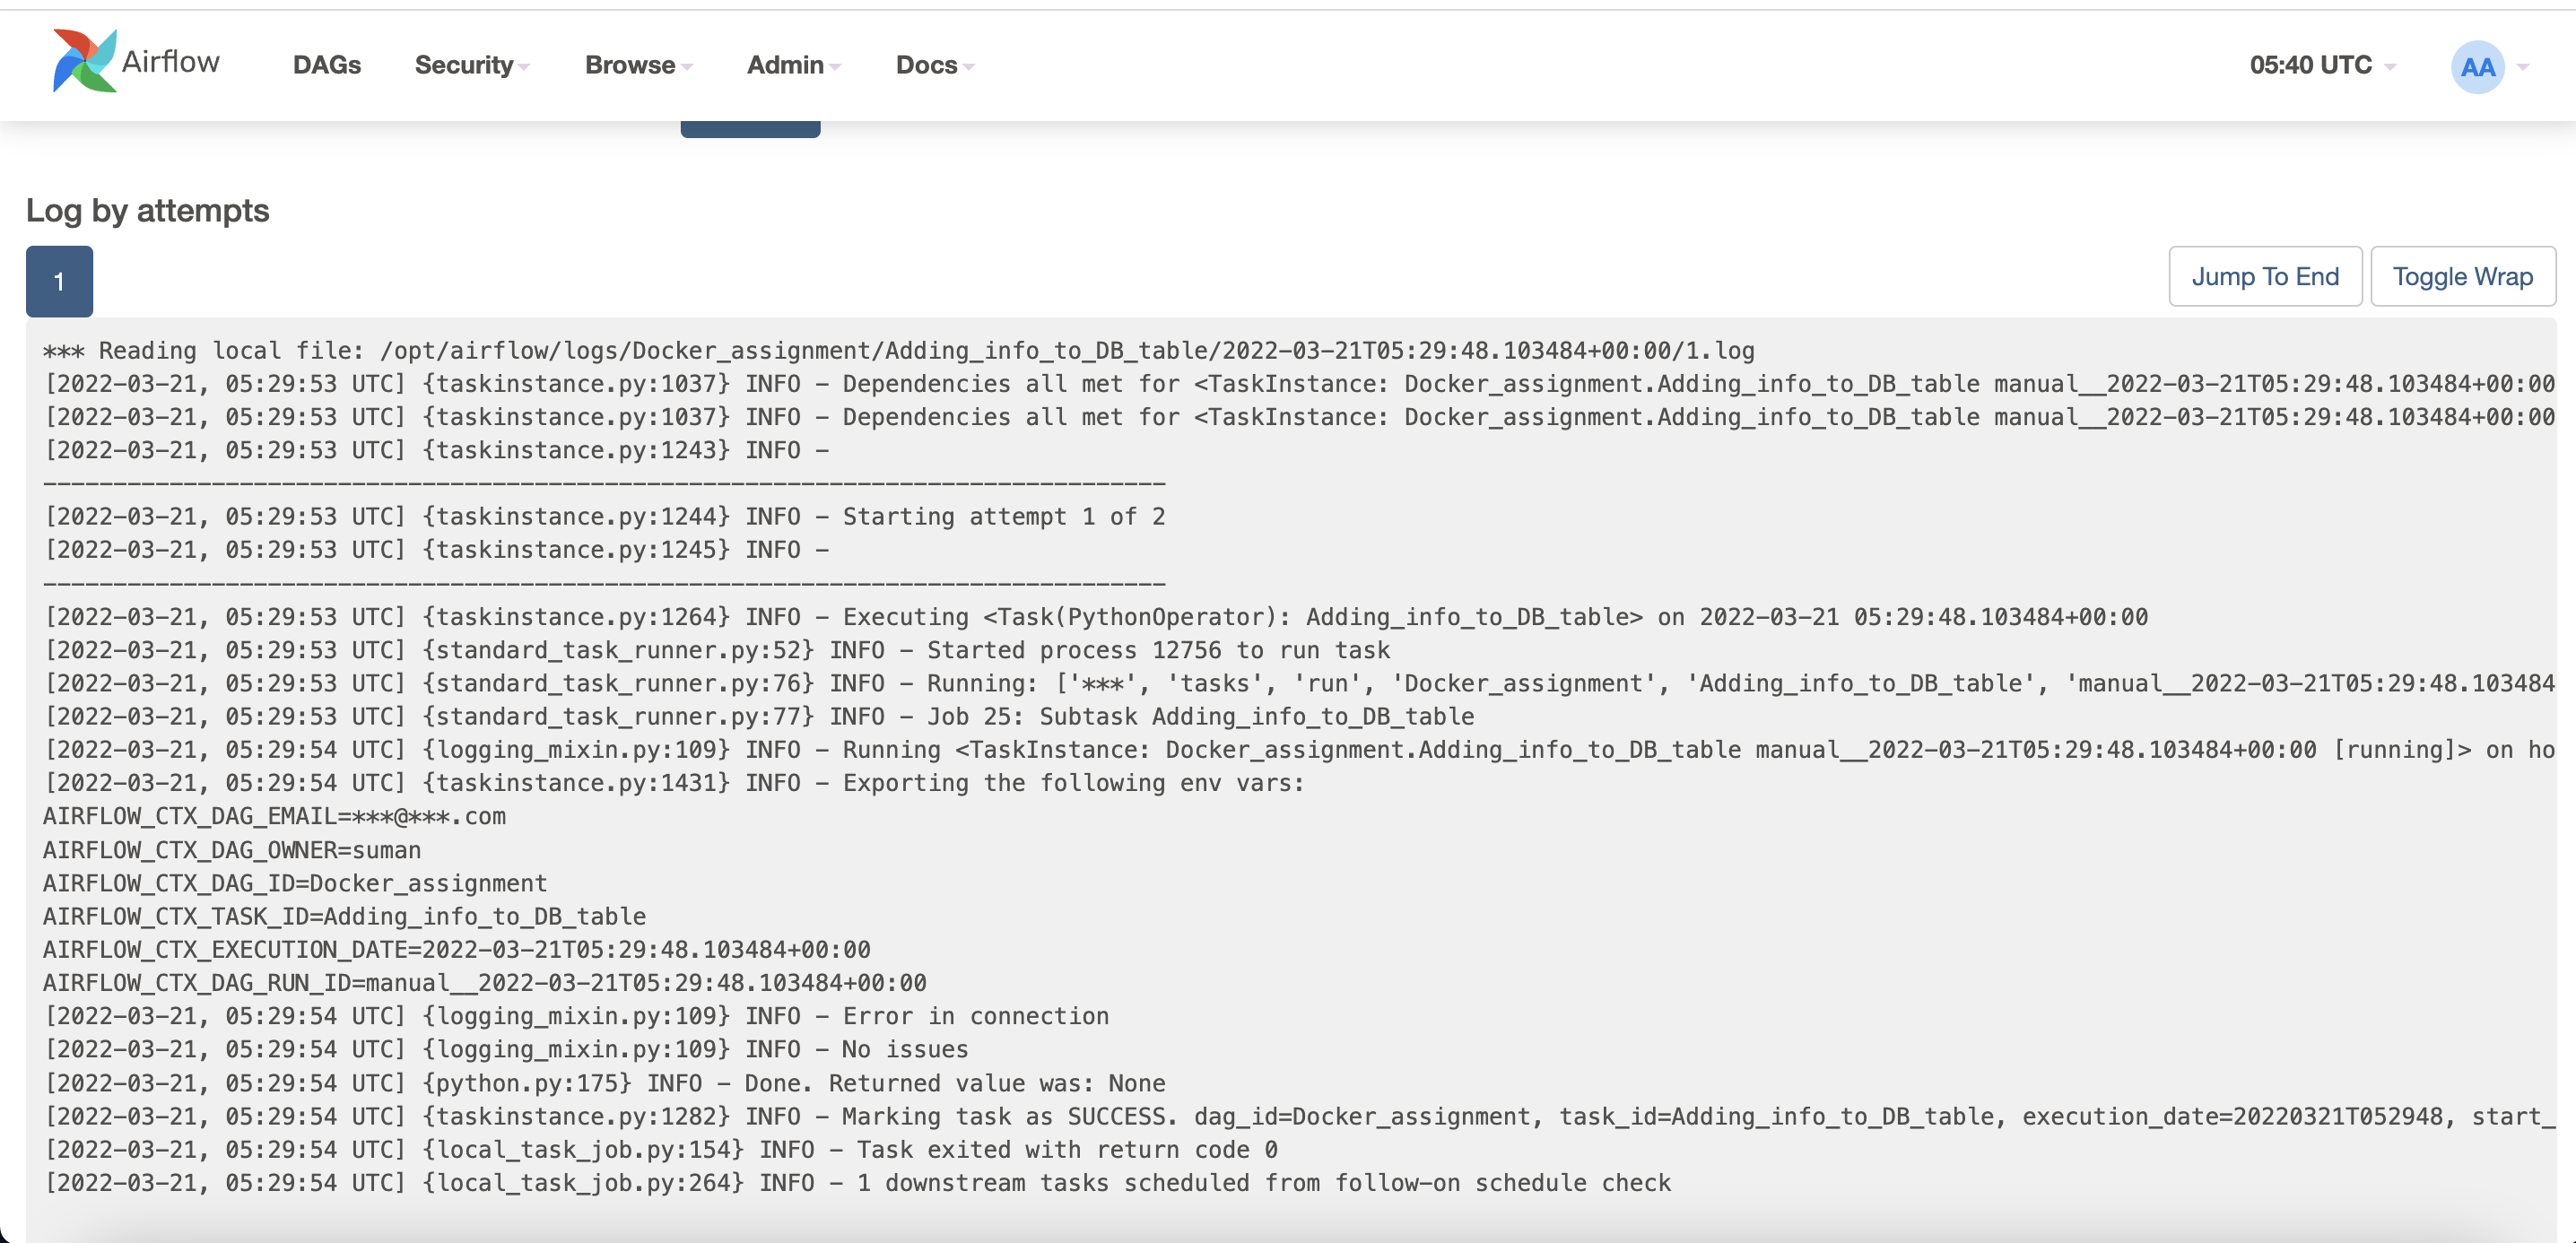 Airflow DAGs Security Browse Admin Docs 05:40 UTC AA
Log by attempts
1 Jump To End Toggle Wrap
*** Reading local file: /opt/airflow/logs/Docker_assignment/Adding_info_to_DB_table/2022-03-21T05:29:48.103484+00:00/1.log
[2022-03-21, 05:29:53 UTC] {taskinstance.py:1037} INFO - Dependencies all met for <TaskInstance: Docker_assignment.Adding_info_to_DB_table manual__2022-03-21T05:29:48.103484+00:00
[2022-03-21, 05:29:53 UTC] {taskinstance.py:1037} INFO - Dependencies all met for <TaskInstance: Docker_assignment.Adding_info_to_DB_table manual__2022-03-21T05:29:48.103484+00:00
[2022-03-21, 05:29:53 UTC] {taskinstance.py:1243} INFO -
--------------------------------------------------------------------------------
[2022-03-21, 05:29:53 UTC] {taskinstance.py:1244} INFO - Starting attempt 1 of 2
[2022-03-21, 05:29:53 UTC] {taskinstance.py:1245} INFO -
--------------------------------------------------------------------------------
[2022-03-21, 05:29:53 UTC] {taskinstance.py:1264} INFO - Executing <Task(PythonOperator): Adding_info_to_DB_table> on 2022-03-21 05:29:48.103484+00:00
[2022-03-21, 05:29:53 UTC] {standard_task_runner.py:52} INFO - Started process 12756 to run task
[2022-03-21, 05:29:53 UTC] {standard_task_runner.py:76} INFO - Running: ['***', 'tasks', 'run', 'Docker_assignment', 'Adding_info_to_DB_table', 'manual__2022-03-21T05:29:48.103484
[2022-03-21, 05:29:53 UTC] {standard_task_runner.py:77} INFO - Job 25: Subtask Adding_info_to_DB_table
[2022-03-21, 05:29:54 UTC] {logging_mixin.py:109} INFO - Running <TaskInstance: Docker_assignment.Adding_info_to_DB_table manual__2022-03-21T05:29:48.103484+00:00 [running]> on ho
[2022-03-21, 05:29:54 UTC] {taskinstance.py:1431} INFO - Exporting the following env vars:
AIRFLOW_CTX_DAG_EMAIL=***@***.com
AIRFLOW_CTX_DAG_OWNER=suman
AIRFLOW_CTX_DAG_ID=Docker_assignment
AIRFLOW_CTX_TASK_ID=Adding_info_to_DB_table
AIRFLOW_CTX_EXECUTION_DATE=2022-03-21T05:29:48.103484+00:00
AIRFLOW_CTX_DAG_RUN_ID=manual__2022-03-21T05:29:48.103484+00:00
[2022-03-21, 05:29:54 UTC] {logging_mixin.py:109} INFO - Error in connection
[2022-03-21, 05:29:54 UTC] {logging_mixin.py:109} INFO - No issues
[2022-03-21, 05:29:54 UTC] {python.py:175} INFO - Done. Returned value was: None
[2022-03-21, 05:29:54 UTC] {taskinstance.py:1282} INFO - Marking task as SUCCESS. dag_id=Docker_assignment, task_id=Adding_info_to_DB_table, execution_date=20220321T052948, start_
[2022-03-21, 05:29:54 UTC] {local_task_job.py:154} INFO - Task exited with return code 0
[2022-03-21, 05:29:54 UTC] {local_task_job.py:264} INFO - 1 downstream tasks scheduled from follow-on schedule check